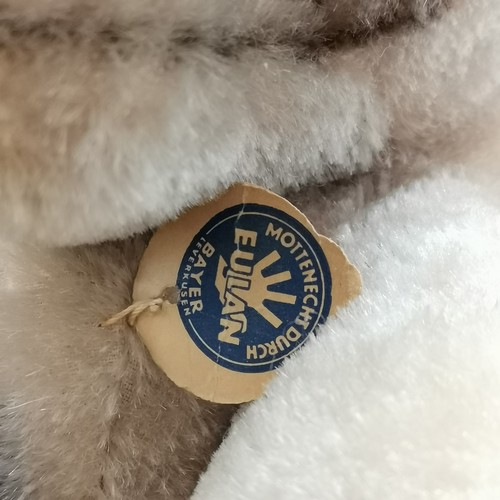 MOTTENECHT DURCH
EULAN
BAYER
LEVERKUSEN